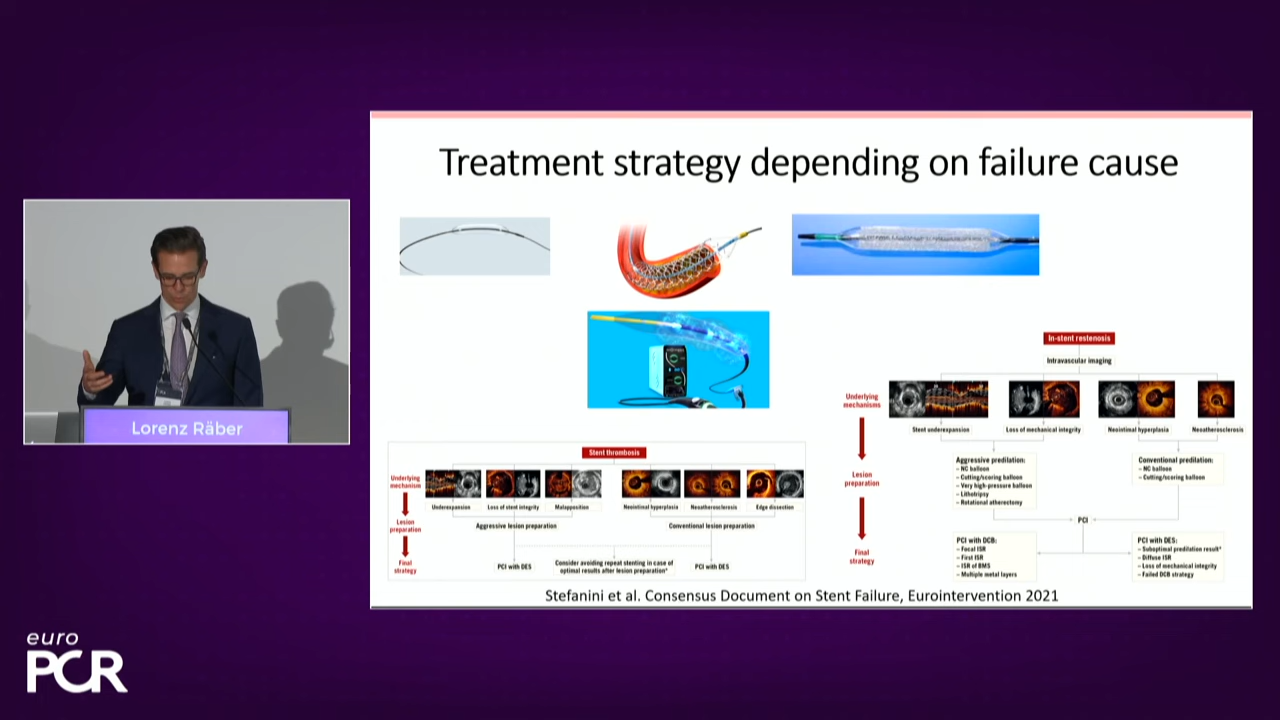 Treatment strategy depending on failure cause
Lorenz Räber
euro
PCR
Stent thrombosis
Underlying
mechanism
Underexpansion
Loss of stent integrity
Malapposition
Neointimal hyperplasia
Neoatherosclerosis
Edge dissection
Lesion
preparation
Aggressive lesion preparation
Conventional lesion preparation
Final
strategy
PCI with DES
Consider avoiding repeat stenting in case of
optimal results after lesion preparation*
PCI with DES
In-stent restenosis
Intravascular imaging
Underlying
mechanisms
Stent underexpansion
Loss of mechanical integrity
Neointimal hyperplasia
Neoatherosclerosis
Lesion
preparation
Aggressive predilation:
– NC balloon
– Cutting/scoring balloon
– Very high-pressure balloon
– Lithotripsy
– Rotational atherectomy
Conventional predilation:
– NC balloon
– Cutting/scoring balloon
PCI
Final
strategy
PCI with DCB:
– Focal ISR
– First ISR
– ISR of BMS
– Multiple metal layers
PCI with DES:
– Suboptimal predilation result*
– Diffuse ISR
– Loss of mechanical integrity
– Failed DCB strategy
Stefanini et al. Consensus Document on Stent Failure, Eurointervention 2021